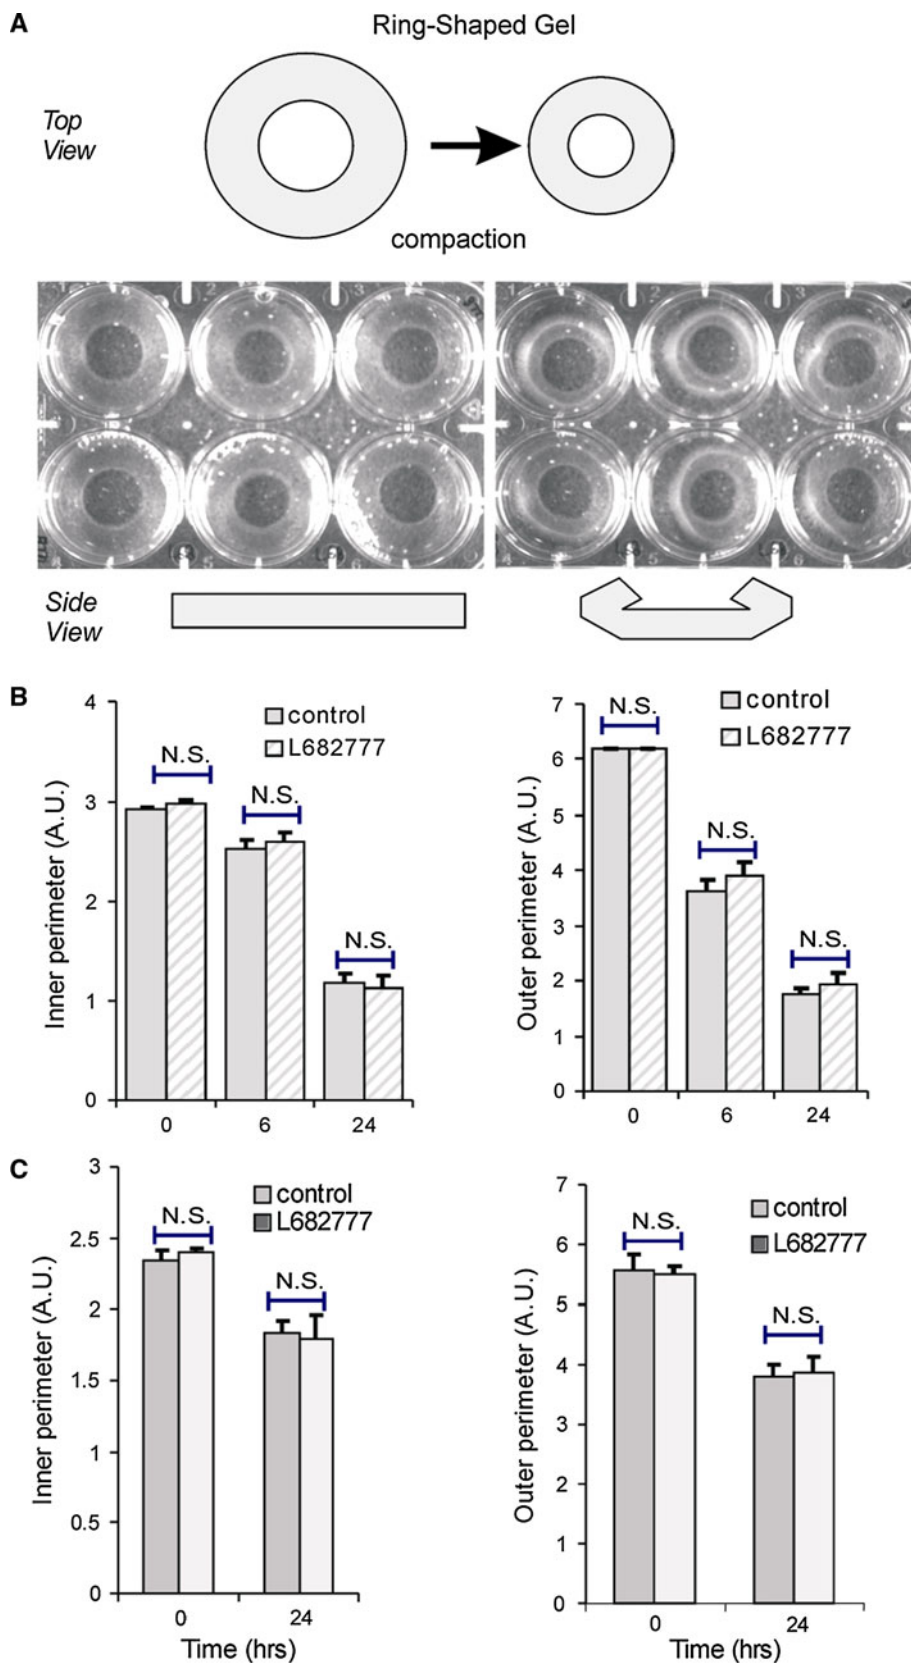 A
Ring-Shaped Gel
Top
View
compaction
Side
View
B
Inner perimeter (A.U.)
4
3
2
1
0
control
L682777
N.S.
N.S.
N.S.
0 6 24
Outer perimeter (A.U.)
7
6
5
4
3
2
1
0
control
L682777
N.S.
N.S.
N.S.
0 6 24
C
Inner perimeter (A.U.)
3
2.5
2
1.5
1
0.5
0
control
L682777
N.S.
N.S.
0 24
Time (hrs)
Outer perimeter (A.U.)
7
6
5
4
3
2
1
0
control
L682777
N.S.
N.S.
0 24
Time (hrs)